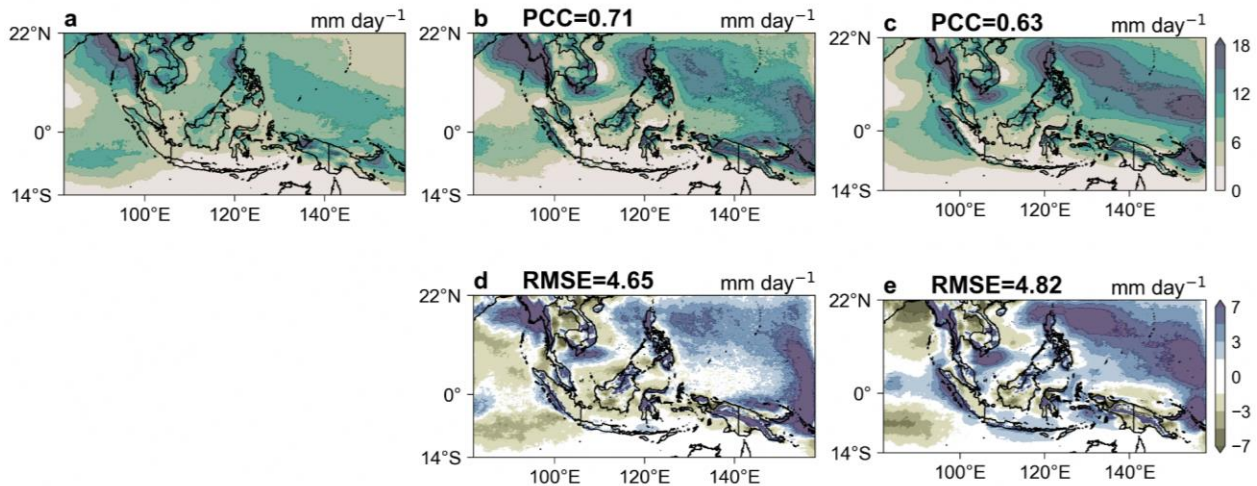 a mm day⁻¹
b PCC=0.71 mm day⁻¹
c PCC=0.63 mm day⁻¹
22°N
0°
14°S
100°E 120°E 140°E
22°N
0°
14°S
100°E 120°E 140°E
22°N
0°
14°S
100°E 120°E 140°E
18
12
6
0
d RMSE=4.65 mm day⁻¹
e RMSE=4.82 mm day⁻¹
22°N
0°
14°S
100°E 120°E 140°E
22°N
0°
14°S
100°E 120°E 140°E
7
3
0
−3
−7